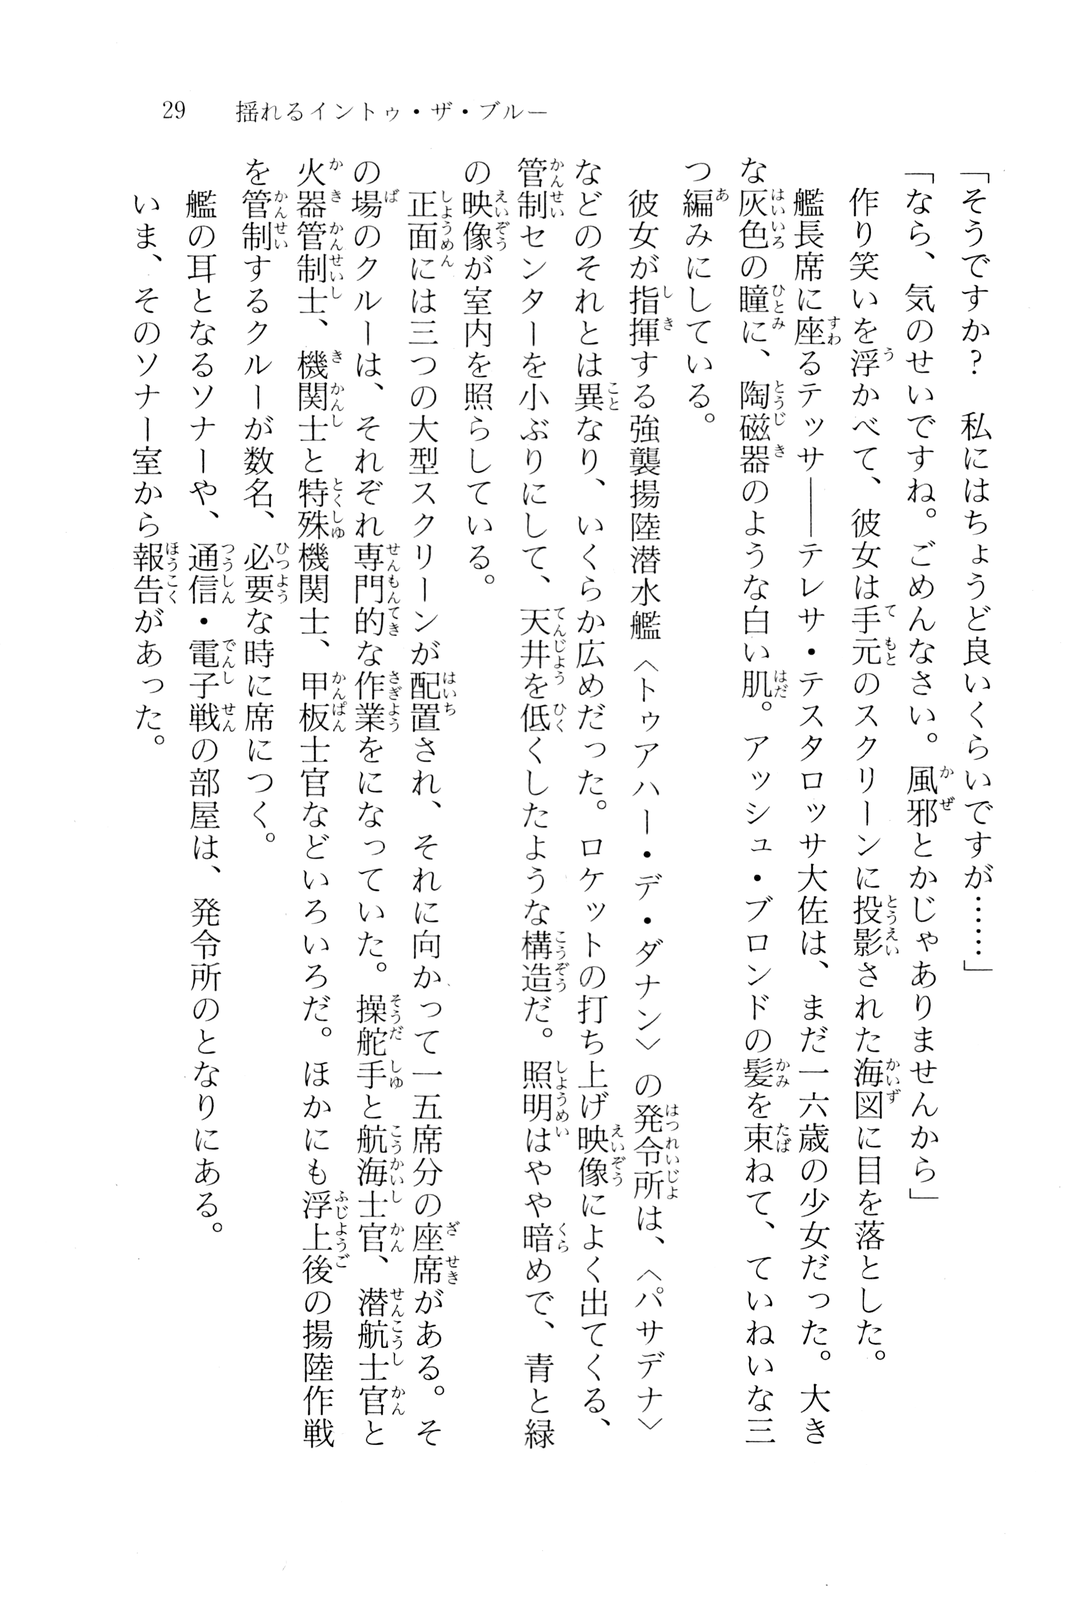 29　揺れるイントゥ・ザ・ブルー
「そうですか？　私にはちょうど良いくらいですが……」
「なら、気のせいですね。ごめんなさい。風邪とかじゃありませんから」
　作り笑いを浮かべて、彼女は手元のスクリーンに投影された海図に目を落とした。
　艦長席に座るテッサ――テレサ・テスタロッサ大佐は、まだ一六歳の少女だった。大き
な灰色の瞳に、陶磁器のような白い肌。アッシュ・ブロンドの髪を束ねて、ていねいな三
つ編みにしている。
　彼女が指揮する強襲揚陸潜水艦〈トゥアハー・デ・ダナン〉の発令所は、〈パサデナ〉
などのそれとは異なり、いくらか広めだった。ロケットの打ち上げ映像によく出てくる、
管制センターを小ぶりにして、天井を低くしたような構造だ。照明はやや暗めで、青と緑
の映像が室内を照らしている。
　正面には三つの大型スクリーンが配置され、それに向かって一五席分の座席がある。そ
の場のクルーは、それぞれ専門的な作業をになっていた。操舵手と航海士官、潜航士官と
火器管制士、機関士と特殊機関士、甲板士官などいろいろだ。ほかにも浮上後の揚陸作戦
を管制するクルーが数名、必要な時に席につく。
　艦の耳となるソナーや、通信・電子戦の部屋は、発令所のとなりにある。
　いま、そのソナー室から報告があった。